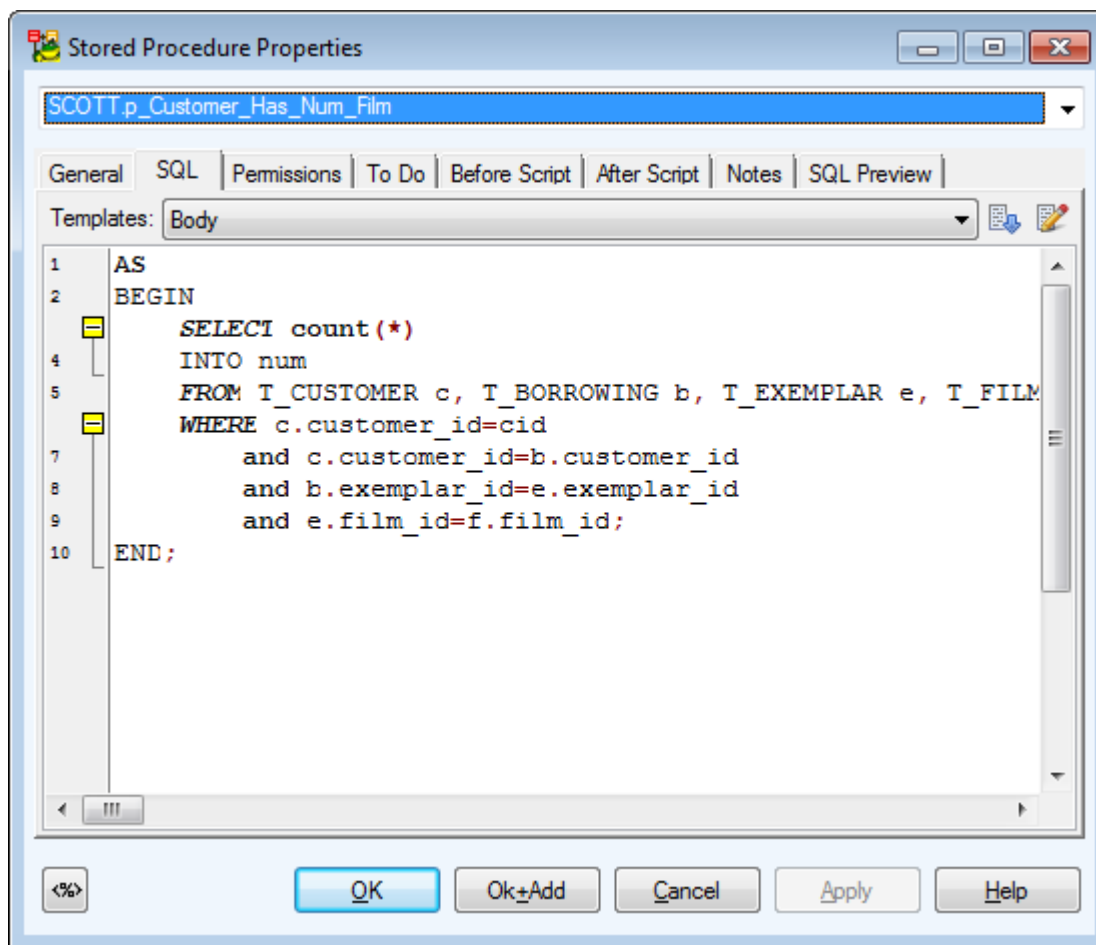 Stored Procedure Properties
SCOTT.p_Customer_Has_Num_Film
General SQL Permissions To Do Before Script After Script Notes SQL Preview
Templates: Body
1 AS
2 BEGIN
SELECT count(*)
4 INTO num
5 FROM T_CUSTOMER c, T_BORROWING b, T_EXEMPLAR e, T_FILM
WHERE c.customer_id=cid
7 and c.customer_id=b.customer_id
8 and b.exemplar_id=e.exemplar_id
9 and e.film_id=f.film_id;
10 END;
<%> OK Ok+Add Cancel Apply Help